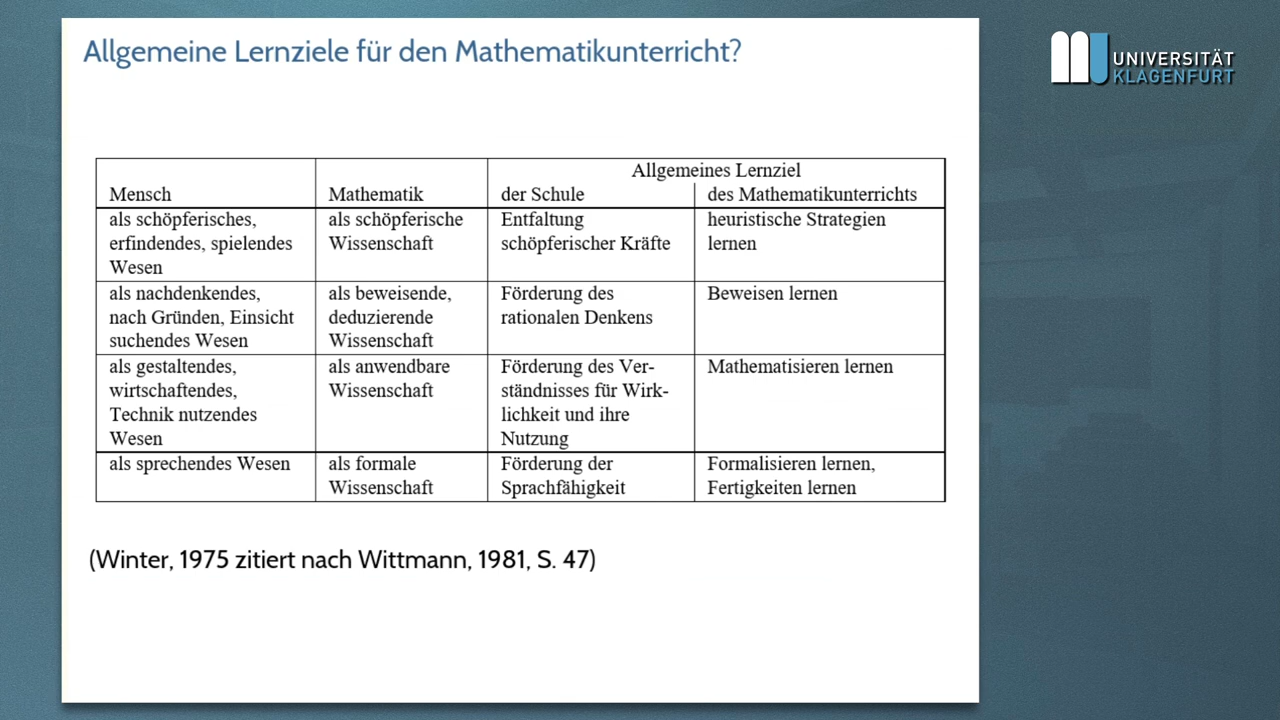 Allgemeine Lernziele für den Mathematikunterricht?
UNIVERSITÄT
KLAGENFURT
Allgemeines Lernziel
Mensch
Mathematik
der Schule
des Mathematikunterrichts
als schöpferisches,
erfindendes, spielendes
Wesen
als schöpferische
Wissenschaft
Entfaltung
schöpferischer Kräfte
heuristische Strategien
lernen
als nachdenkendes,
nach Gründen, Einsicht
suchendes Wesen
als beweisende,
deduzierende
Wissenschaft
Förderung des
rationalen Denkens
Beweisen lernen
als gestaltendes,
wirtschaftendes,
Technik nutzendes
Wesen
als anwendbare
Wissenschaft
Förderung des Ver-
ständnisses für Wirk-
lichkeit und ihre
Nutzung
Mathematisieren lernen
als sprechendes Wesen
als formale
Wissenschaft
Förderung der
Sprachfähigkeit
Formalisieren lernen,
Fertigkeiten lernen
(Winter, 1975 zitiert nach Wittmann, 1981, S. 47)